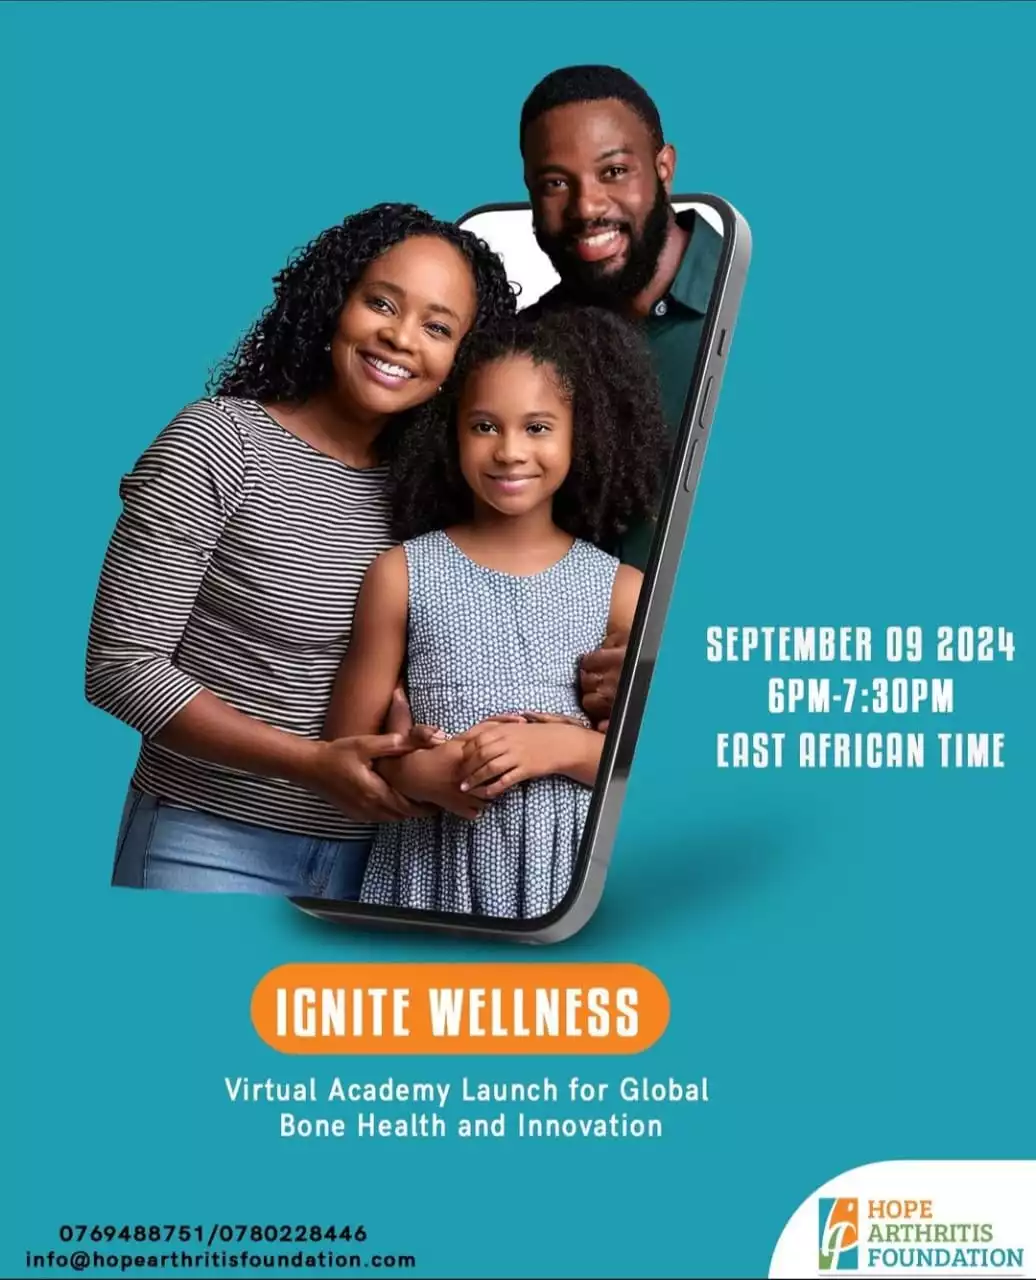 SEPTEMBER 09 2024
6PM-7:30PM
EAST AFRICAN TIME
IGNITE WELLNESS
Virtual Academy Launch for Global
Bone Health and Innovation
0769488751/0780228446
info@hopearthritisfoundation.com
HOPE
ARTHRITIS
FOUNDATION